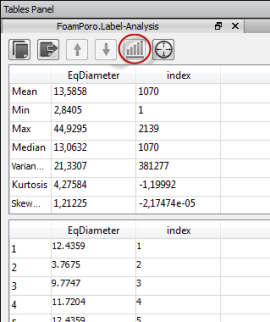 Tables Panel
FoamPoro.Label-Analysis
EqDiameter index
Mean 13,5858 1070
Min 2,8405 1
Max 44,9295 2139
Median 13,0632 1070
Varian... 21,3307 381277
Kurtosis 4,27584 -1,19992
Skew... 1,21225 -2,17474e-05
EqDiameter index
1 12.4359 1
2 3.7675 2
3 9.7747 3
4 11.7204 4
12.4359 5